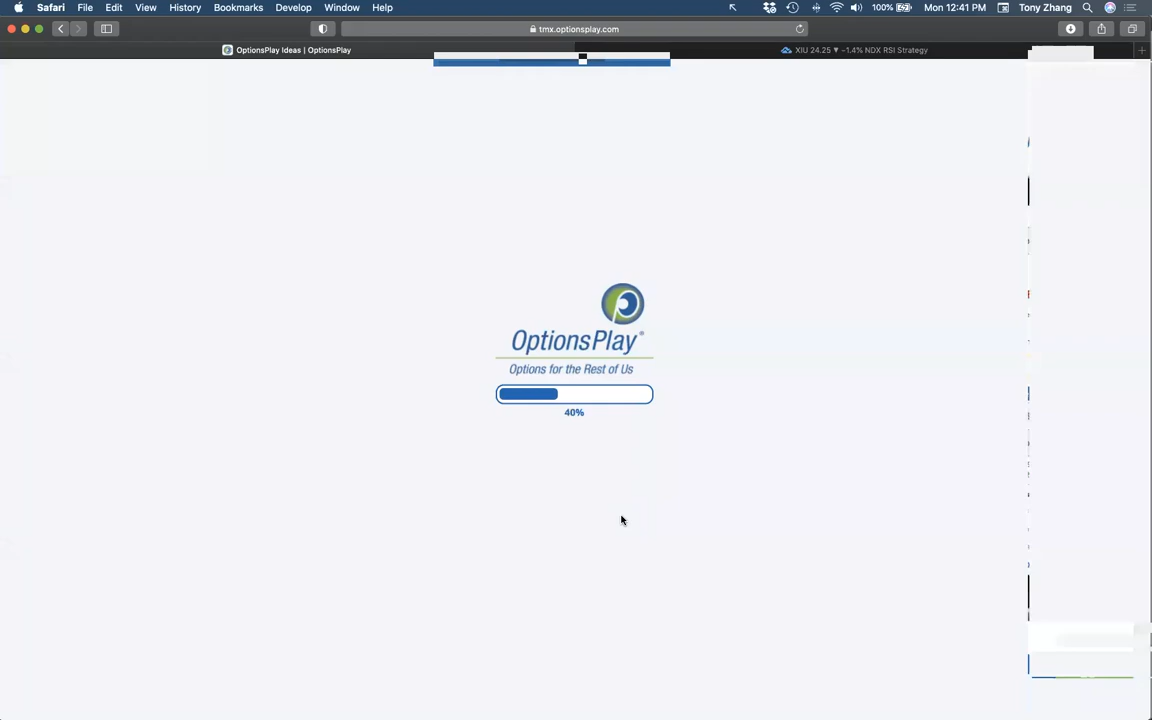 Safari File Edit View History Bookmarks Develop Window Help 100% Mon 12:41 PM Tony Zhang
tmx.optionsplay.com
OptionsPlay Ideas | OptionsPlay XIU 24.25 ▼ −1.4% NDX RSI Strategy
OptionsPlay®
Options for the Rest of Us
40%